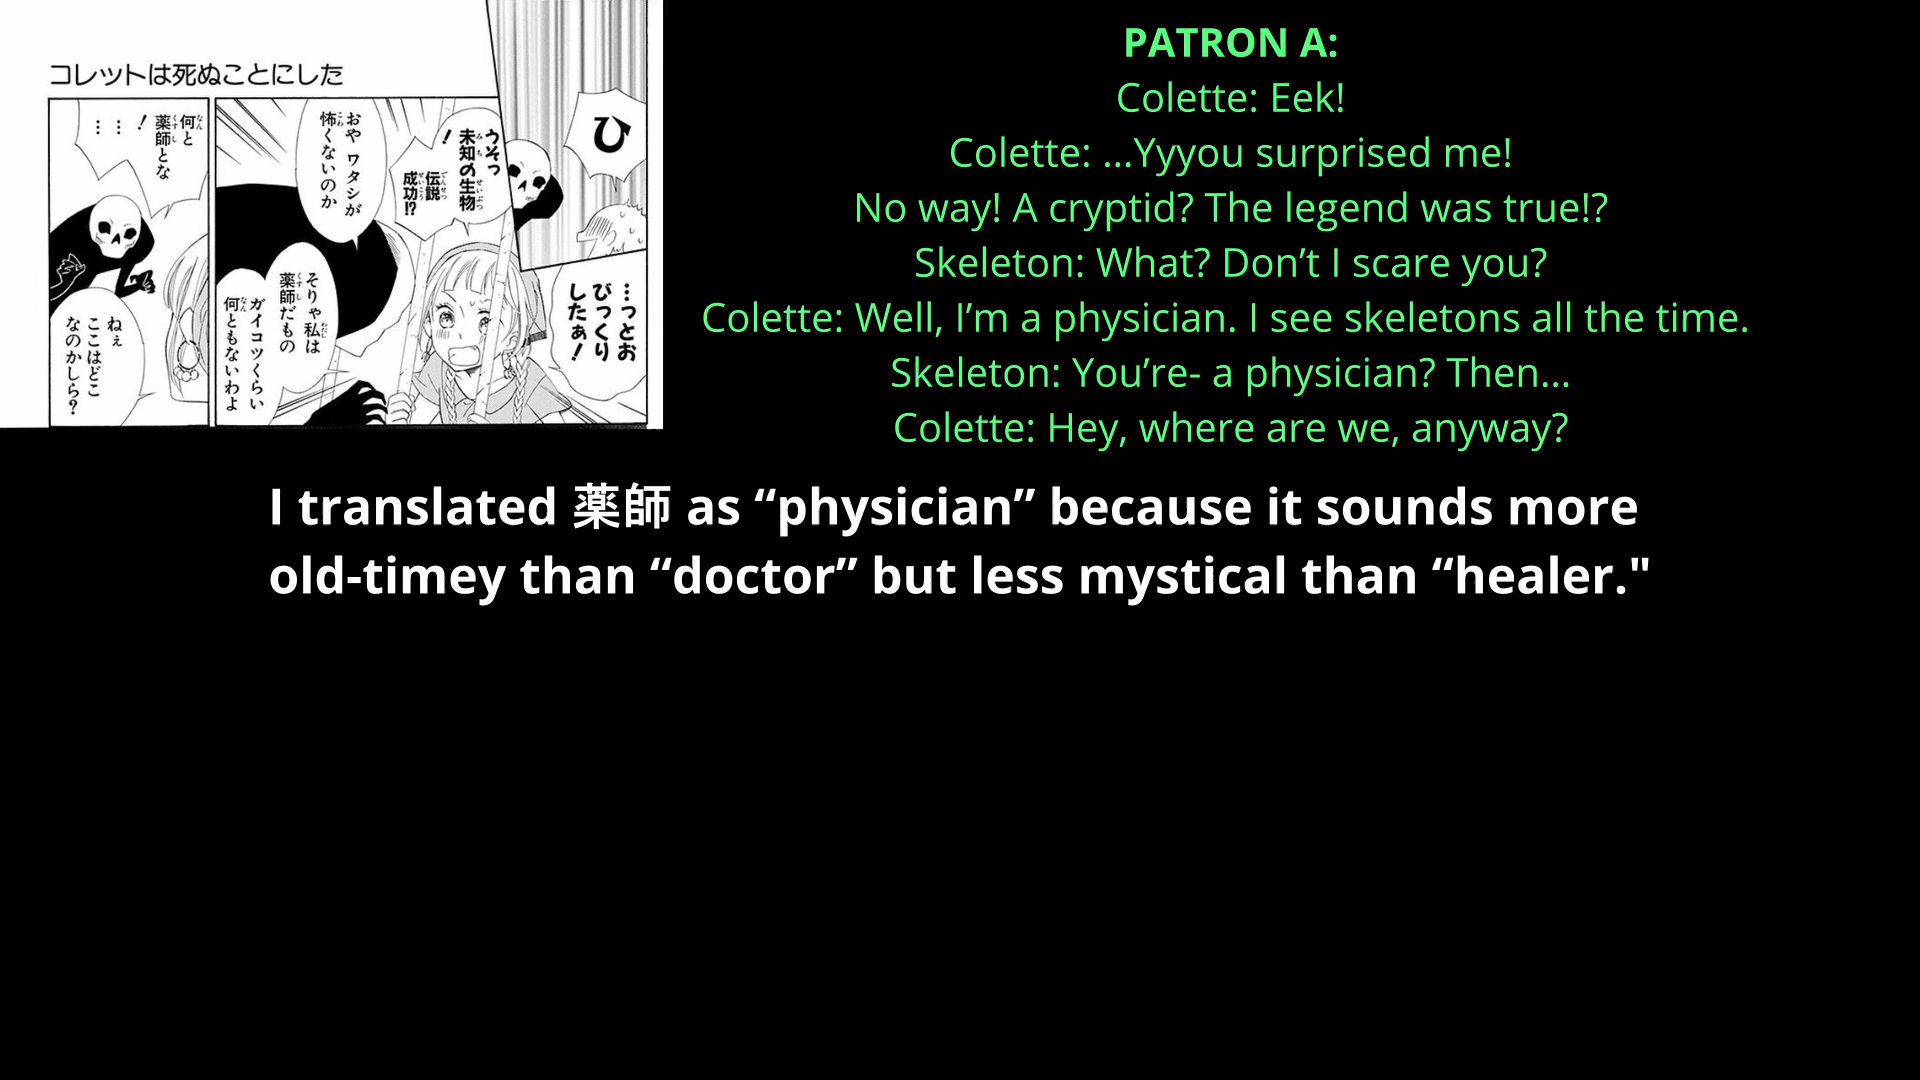 コレットは死ぬことにした
ひ
…っとお
びっくり
したぁ!
うそっ
未知の生物
!
伝説
成功!?
おや ワタシが
怖くないのか
そりゃ私は
薬師だもの
ガイコツくらい
何ともないわよ
何と
薬師とな
!
…
…
ねぇ
ここはどこ
なのかしら?
PATRON A:
Colette: Eek!
Colette: ...Yyyou surprised me!
No way! A cryptid? The legend was true!?
Skeleton: What? Don’t I scare you?
Colette: Well, I’m a physician. I see skeletons all the time.
Skeleton: You’re- a physician? Then...
Colette: Hey, where are we, anyway?
I translated 薬師 as “physician” because it sounds more
old-timey than “doctor” but less mystical than “healer."